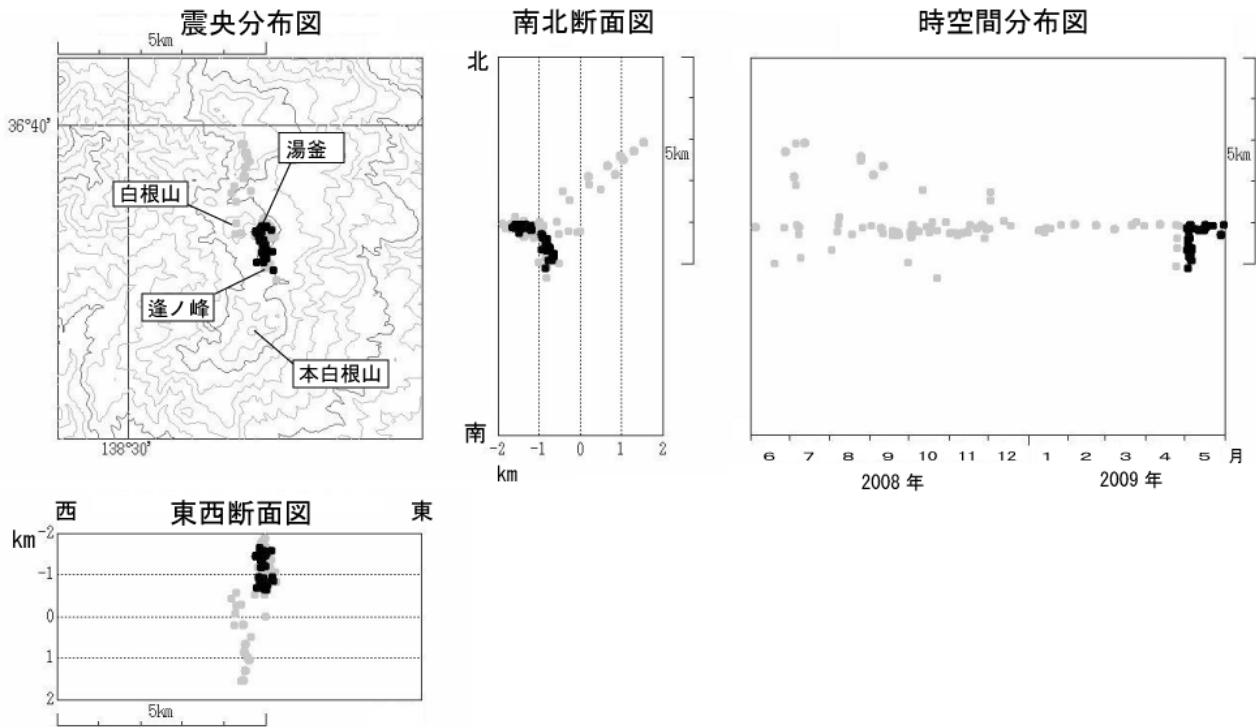 震央分布図
5km
36°40'
湯釜
白根山
逢ノ峰
本白根山
138°30'
南北断面図
北
5km
南
-2 -1 0 1 2
km
時空間分布図
5km
6 7 8 9 10 11 12 1 2 3 4 5 月
2008 年 2009 年
西 東西断面図 東
km -2
-1
0
1
2
5km